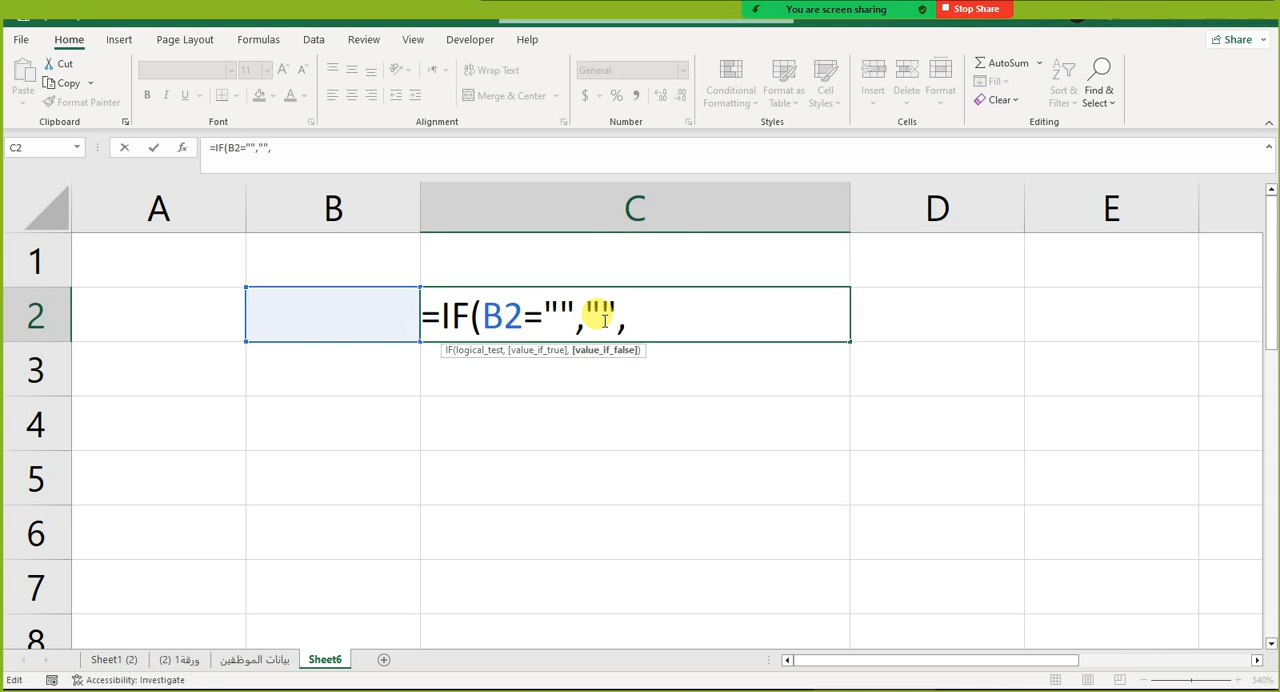 You are screen sharing Stop Share
File Home Insert Page Layout Formulas Data Review View Developer Help Share
Paste Cut Copy Format Painter Clipboard
11 A A B I U A Font
Wrap Text Merge & Center Alignment
General $ % Number
Conditional Formatting Format as Table Cell Styles Styles
Insert Delete Format Cells
AutoSum Fill Clear Sort & Filter Find & Select Editing
C2 fx =IF(B2="","",
A B C D E
1
2 =IF(B2="","",
IF(logical_test, [value_if_true], [value_if_false])
3
4
5
6
7
8
Sheet1 (2) ورقة1 (2) بيانات الموظفين Sheet6
Edit Accessibility: Investigate 340%